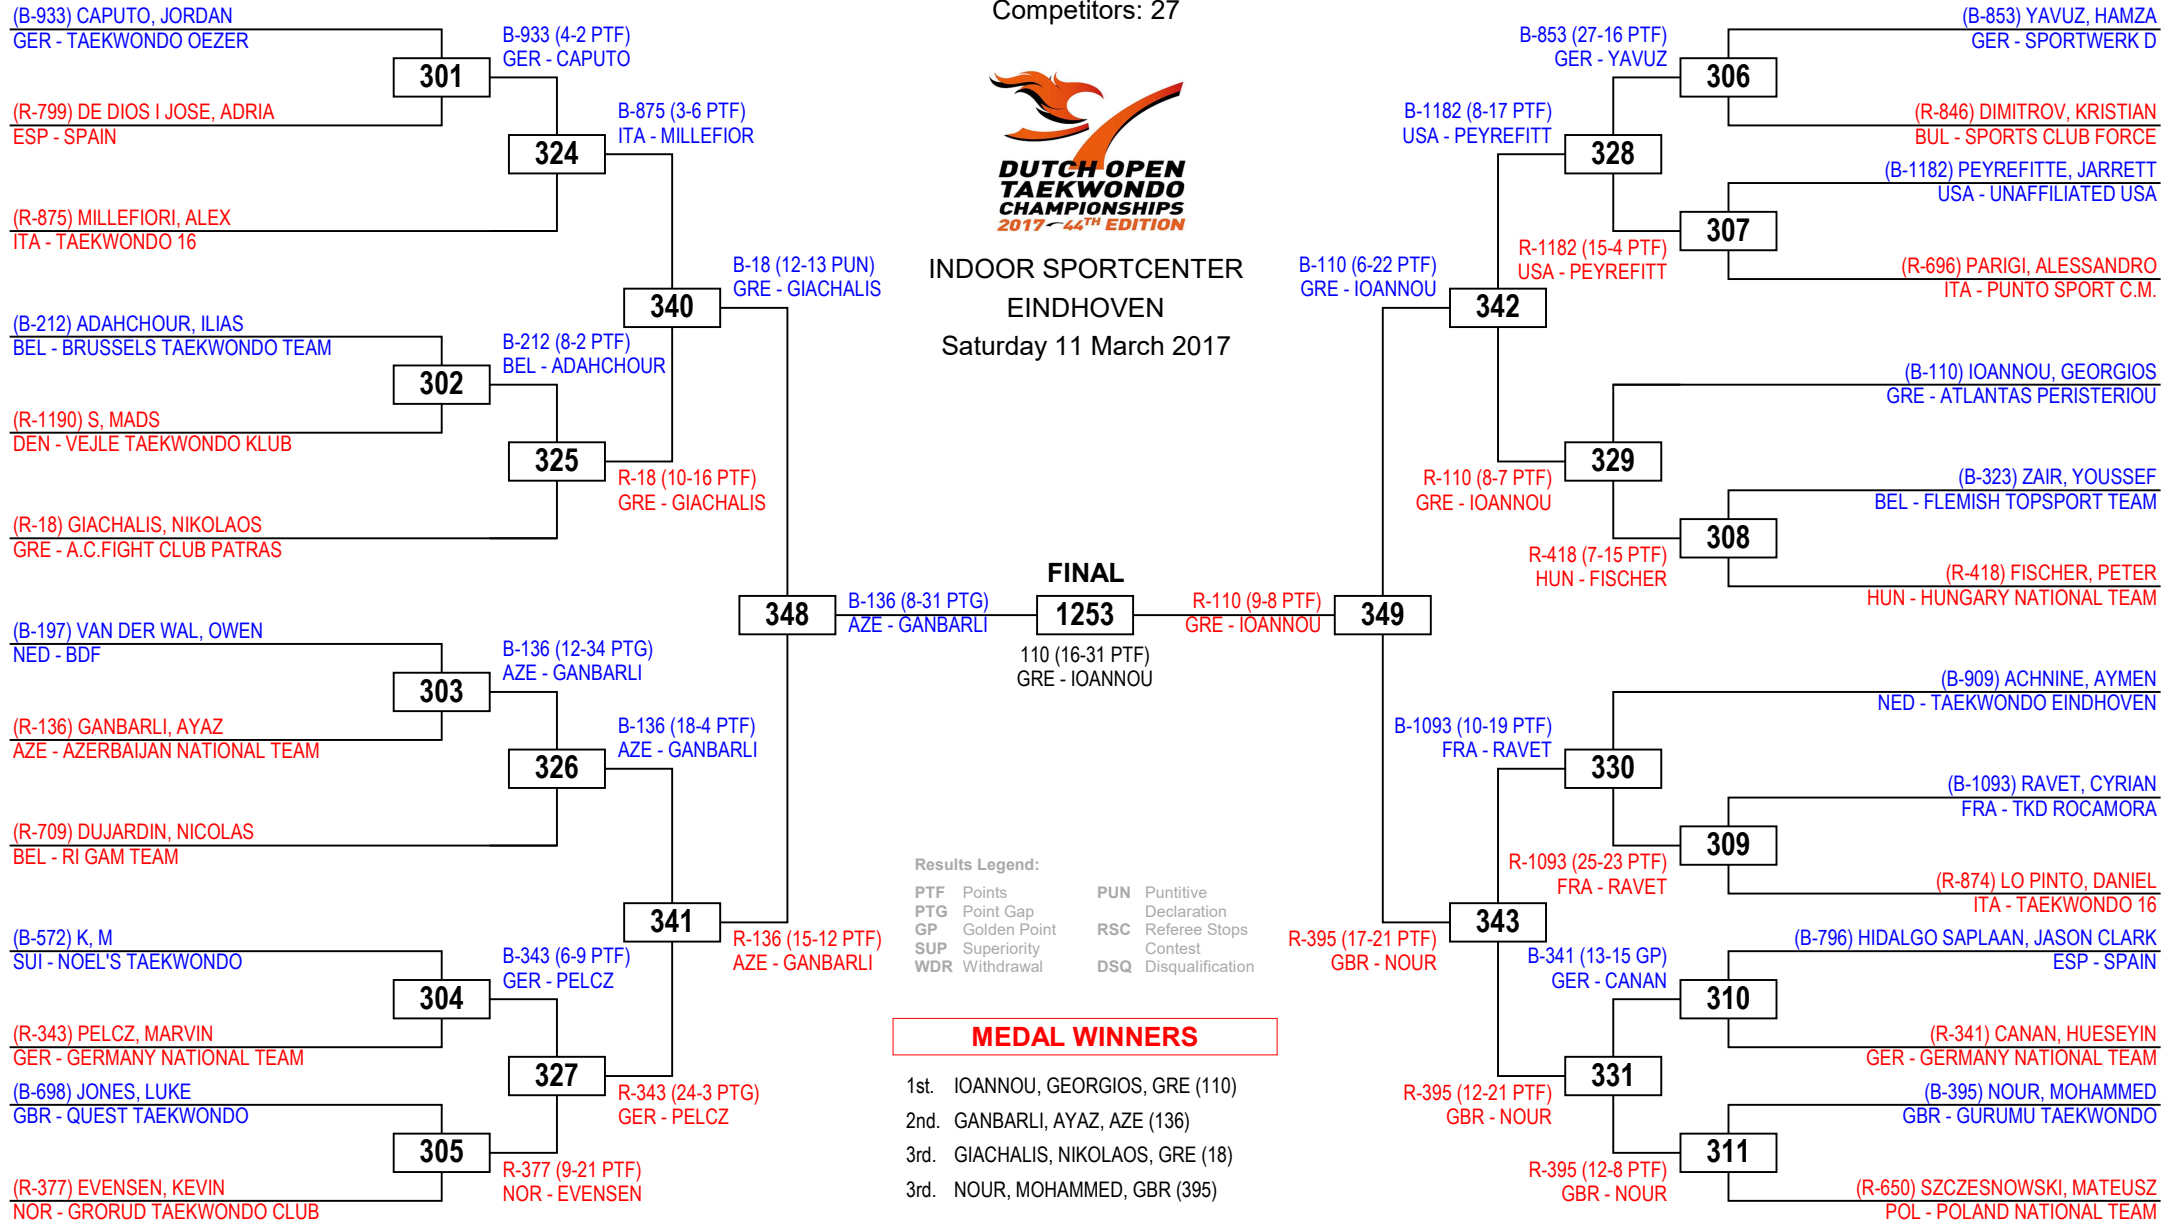 Competitors: 27
DUTCH OPEN
TAEKWONDO
CHAMPIONSHIPS
2017 44TH EDITION
INDOOR SPORTCENTER
EINDHOVEN
Saturday 11 March 2017
(B-933) CAPUTO, JORDAN
GER - TAEKWONDO OEZER
301
(R-799) DE DIOS I JOSE, ADRIA
ESP - SPAIN
B-933 (4-2 PTF)
GER - CAPUTO
324
(R-875) MILLEFIORI, ALEX
ITA - TAEKWONDO 16
B-875 (3-6 PTF)
ITA - MILLEFIOR
340
B-18 (12-13 PUN)
GRE - GIACHALIS
(B-212) ADAHCHOUR, ILIAS
BEL - BRUSSELS TAEKWONDO TEAM
302
(R-1190) S, MADS
DEN - VEJLE TAEKWONDO KLUB
B-212 (8-2 PTF)
BEL - ADAHCHOUR
325
R-18 (10-16 PTF)
GRE - GIACHALIS
(R-18) GIACHALIS, NIKOLAOS
GRE - A.C.FIGHT CLUB PATRAS
348
B-136 (8-31 PTG)
AZE - GANBARLI
(B-197) VAN DER WAL, OWEN
NED - BDF
303
(R-136) GANBARLI, AYAZ
AZE - AZERBAIJAN NATIONAL TEAM
B-136 (12-34 PTG)
AZE - GANBARLI
326
(R-709) DUJARDIN, NICOLAS
BEL - RI GAM TEAM
B-136 (18-4 PTF)
AZE - GANBARLI
341
R-136 (15-12 PTF)
AZE - GANBARLI
(B-572) K, M
SUI - NOEL'S TAEKWONDO
304
(R-343) PELCZ, MARVIN
GER - GERMANY NATIONAL TEAM
B-343 (6-9 PTF)
GER - PELCZ
327
R-343 (24-3 PTG)
GER - PELCZ
(B-698) JONES, LUKE
GBR - QUEST TAEKWONDO
305
(R-377) EVENSEN, KEVIN
NOR - GRORUD TAEKWONDO CLUB
R-377 (9-21 PTF)
NOR - EVENSEN
FINAL
1253
110 (16-31 PTF)
GRE - IOANNOU
R-110 (9-8 PTF)
GRE - IOANNOU
349
(B-853) YAVUZ, HAMZA
GER - SPORTWERK D
306
(R-846) DIMITROV, KRISTIAN
BUL - SPORTS CLUB FORCE
B-853 (27-16 PTF)
GER - YAVUZ
328
(B-1182) PEYREFITTE, JARRETT
USA - UNAFFILIATED USA
307
(R-696) PARIGI, ALESSANDRO
ITA - PUNTO SPORT C.M.
R-1182 (15-4 PTF)
USA - PEYREFITT
B-1182 (8-17 PTF)
USA - PEYREFITT
342
B-110 (6-22 PTF)
GRE - IOANNOU
(B-110) IOANNOU, GEORGIOS
GRE - ATLANTAS PERISTERIOU
329
R-110 (8-7 PTF)
GRE - IOANNOU
(B-323) ZAIR, YOUSSEF
BEL - FLEMISH TOPSPORT TEAM
308
R-418 (7-15 PTF)
HUN - FISCHER
(R-418) FISCHER, PETER
HUN - HUNGARY NATIONAL TEAM
(B-909) ACHNINE, AYMEN
NED - TAEKWONDO EINDHOVEN
330
B-1093 (10-19 PTF)
FRA - RAVET
(B-1093) RAVET, CYRIAN
FRA - TKD ROCAMORA
309
R-1093 (25-23 PTF)
FRA - RAVET
(R-874) LO PINTO, DANIEL
ITA - TAEKWONDO 16
343
R-395 (17-21 PTF)
GBR - NOUR
(B-796) HIDALGO SAPLAAN, JASON CLARK
ESP - SPAIN
310
B-341 (13-15 GP)
GER - CANAN
(R-341) CANAN, HUESEYIN
GER - GERMANY NATIONAL TEAM
331
R-395 (12-21 PTF)
GBR - NOUR
(B-395) NOUR, MOHAMMED
GBR - GURUMU TAEKWONDO
311
R-395 (12-8 PTF)
GBR - NOUR
(R-650) SZCZESNOWSKI, MATEUSZ
POL - POLAND NATIONAL TEAM
Results Legend:
PTF Points
PTG Point Gap
GP Golden Point
SUP Superiority
WDR Withdrawal
PUN Puntitive
Declaration
RSC Referee Stops
Contest
DSQ Disqualification
MEDAL WINNERS
1st. IOANNOU, GEORGIOS, GRE (110)
2nd. GANBARLI, AYAZ, AZE (136)
3rd. GIACHALIS, NIKOLAOS, GRE (18)
3rd. NOUR, MOHAMMED, GBR (395)